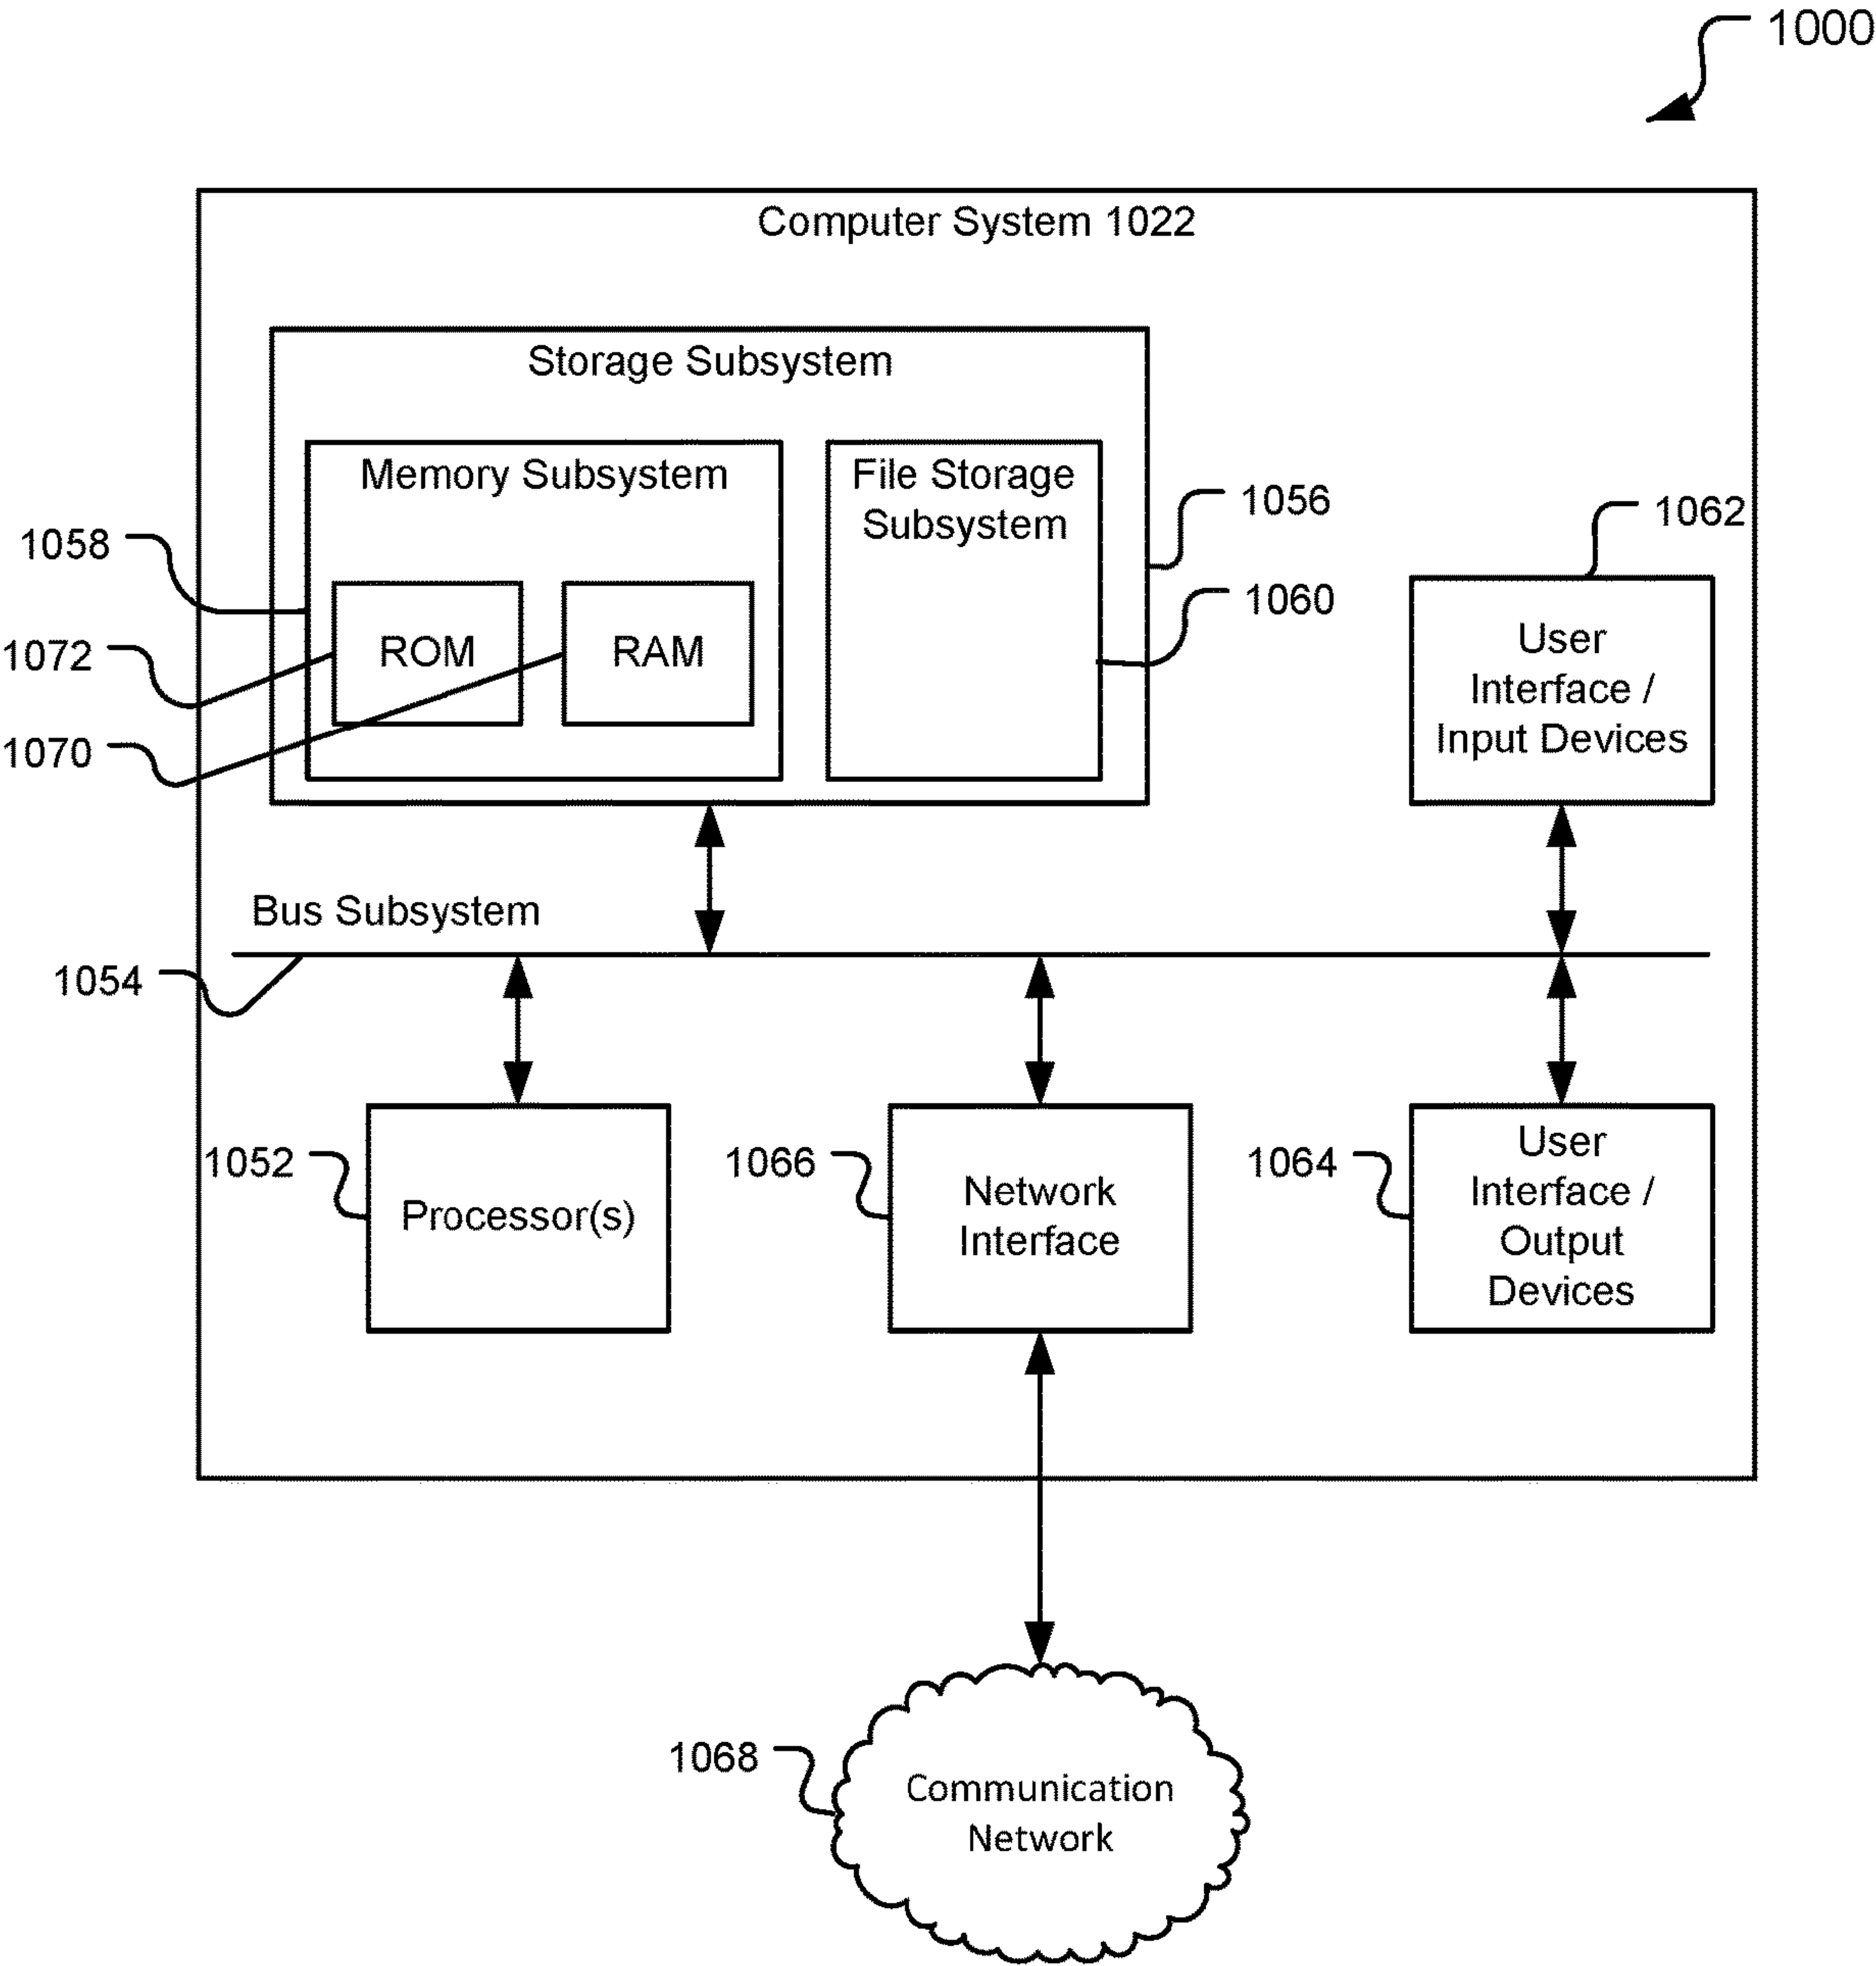 1000
Computer System 1022
Storage Subsystem
Memory Subsystem
File Storage
Subsystem
1056
1062
1058
1060
ROM
RAM
1072
1070
User
Interface /
Input Devices
Bus Subsystem
1054
1052
Processor(s)
1066
Network
Interface
1064
User
Interface /
Output
Devices
1068
Communication
Network